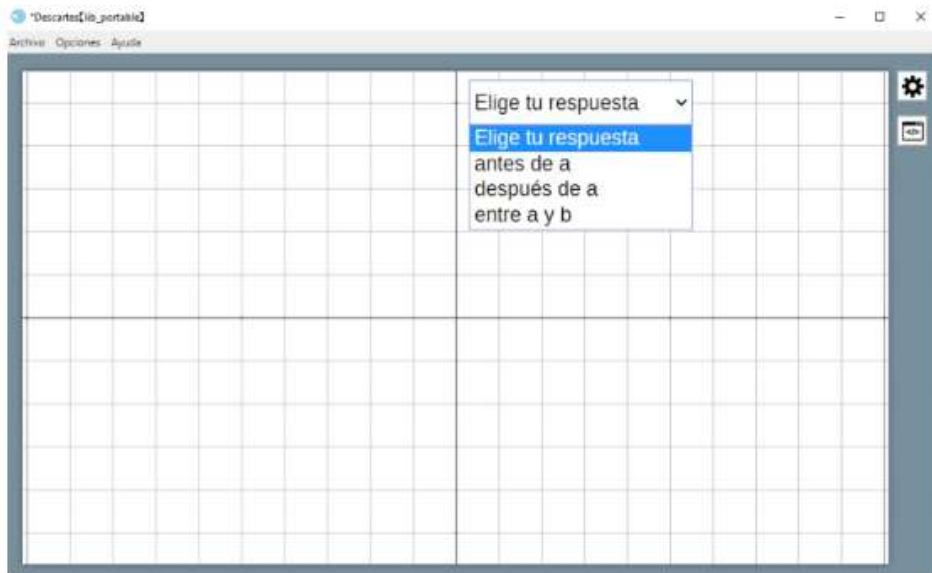 *Descartes【lib_portable】
Archivo Opciones Ayuda
Elige tu respuesta
Elige tu respuesta
antes de a
después de a
entre a y b